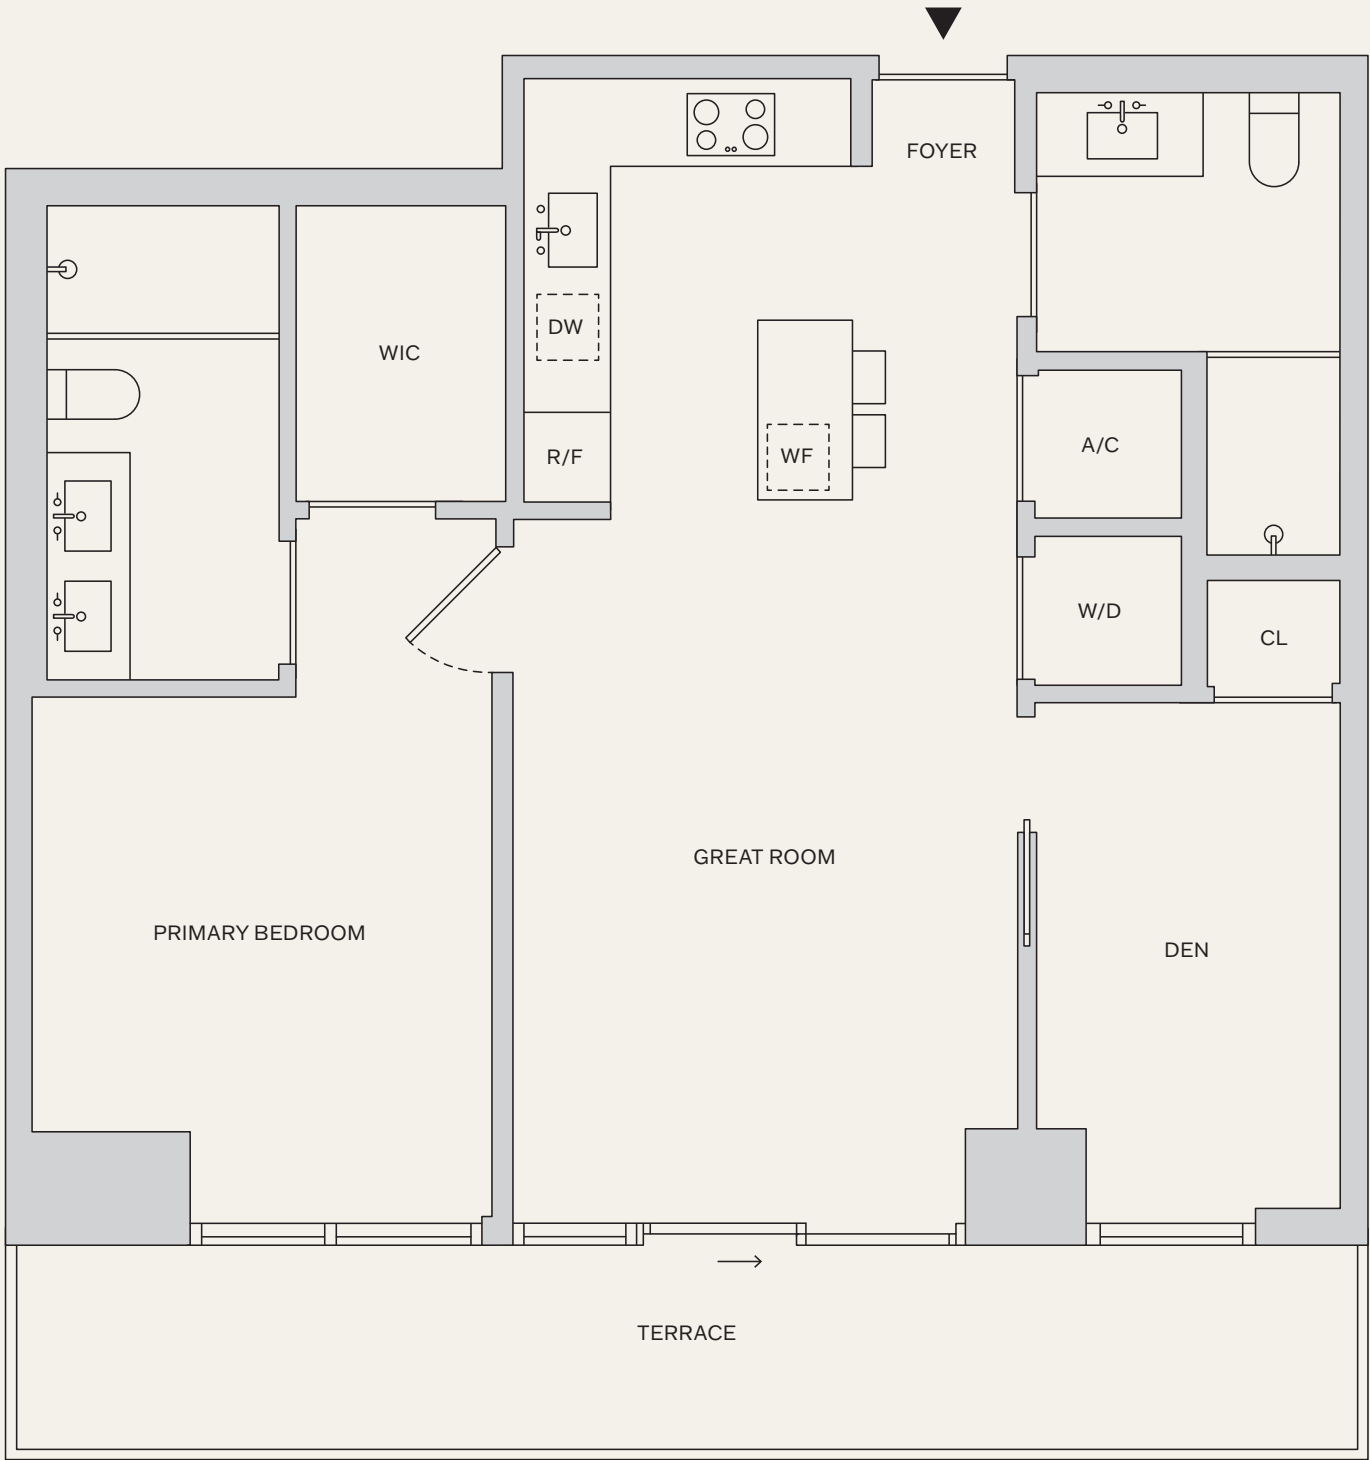 FOYER
DW
WIC
R/F
WF
A/C
W/D
CL
GREAT ROOM
PRIMARY BEDROOM
DEN
TERRACE